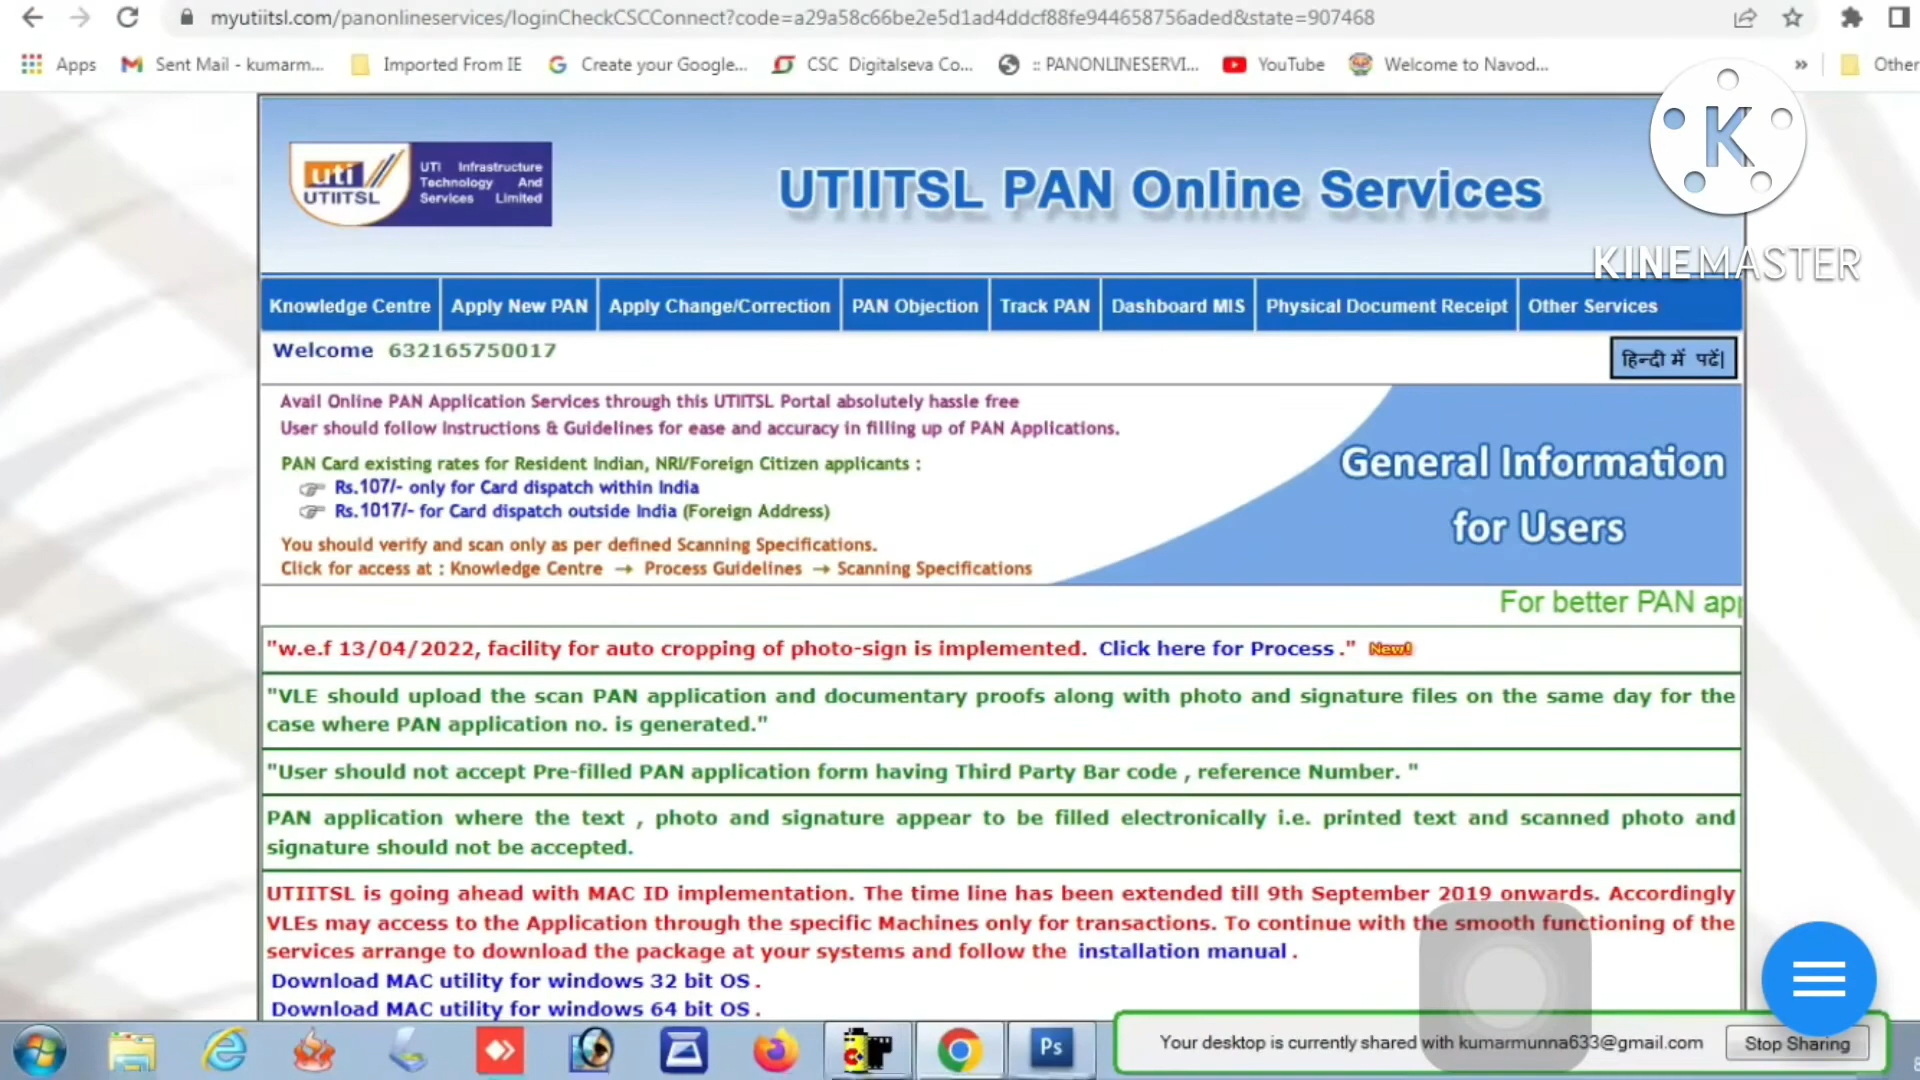 myutiitsl.com/panonlineservices/loginCheckCSCConnect?code=a29a58c66be2e5d1ad4ddcf88fe944658756aded&state=907468
Apps
Sent Mail - kumarm...
Imported From IE
Create your Google...
CSC Digitalseva Co...
:: PANONLINESERVI...
YouTube
Welcome to Navod...
»
Other
K
KINEMASTER
uti
UTIITSL
UTI Infrastructure
Technology And
Services Limited
UTIITSL PAN Online Services
Knowledge Centre
Apply New PAN
Apply Change/Correction
PAN Objection
Track PAN
Dashboard MIS
Physical Document Receipt
Other Services
Welcome 632165750017
हिन्दी में पढें|
Avail Online PAN Application Services through this UTIITSL Portal absolutely hassle free
User should follow Instructions & Guidelines for ease and accuracy in filling up of PAN Applications.
PAN Card existing rates for Resident Indian, NRI/Foreign Citizen applicants :
Rs.107/- only for Card dispatch within India
Rs.1017/- for Card dispatch outside India (Foreign Address)
You should verify and scan only as per defined Scanning Specifications.
Click for access at : Knowledge Centre → Process Guidelines → Scanning Specifications
General Information
for Users
For better PAN app
"w.e.f 13/04/2022, facility for auto cropping of photo-sign is implemented. Click here for Process ." New!
"VLE should upload the scan PAN application and documentary proofs along with photo and signature files on the same day for the
case where PAN application no. is generated."
"User should not accept Pre-filled PAN application form having Third Party Bar code , reference Number. "
PAN application where the text , photo and signature appear to be filled electronically i.e. printed text and scanned photo and
signature should not be accepted.
UTIITSL is going ahead with MAC ID implementation. The time line has been extended till 9th September 2019 onwards. Accordingly
VLEs may access to the Application through the specific Machines only for transactions. To continue with the smooth functioning of the
services arrange to download the package at your systems and follow the installation manual .
Download MAC utility for windows 32 bit OS .
Download MAC utility for windows 64 bit OS .
Ps
Your desktop is currently shared with kumarmunna633@gmail.com
Stop Sharing